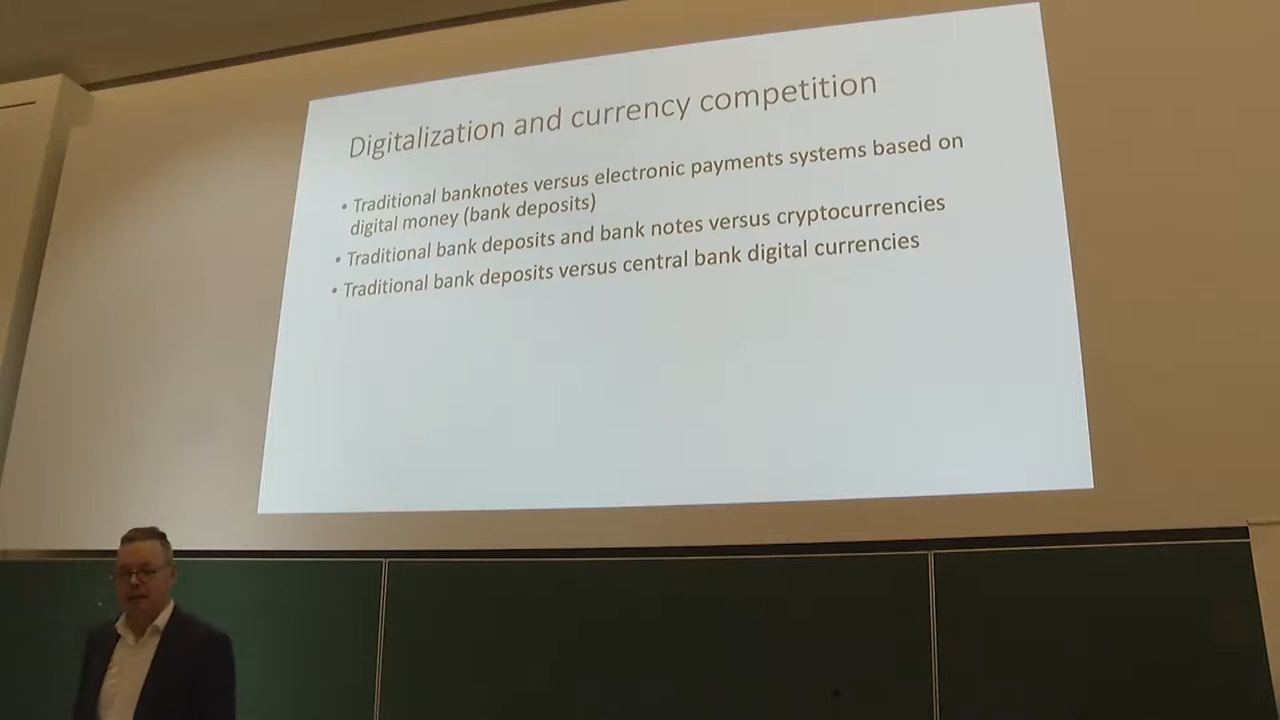 Digitalization and currency competition
• Traditional banknotes versus electronic payments systems based on
digital money (bank deposits)
• Traditional bank deposits and bank notes versus cryptocurrencies
• Traditional bank deposits versus central bank digital currencies